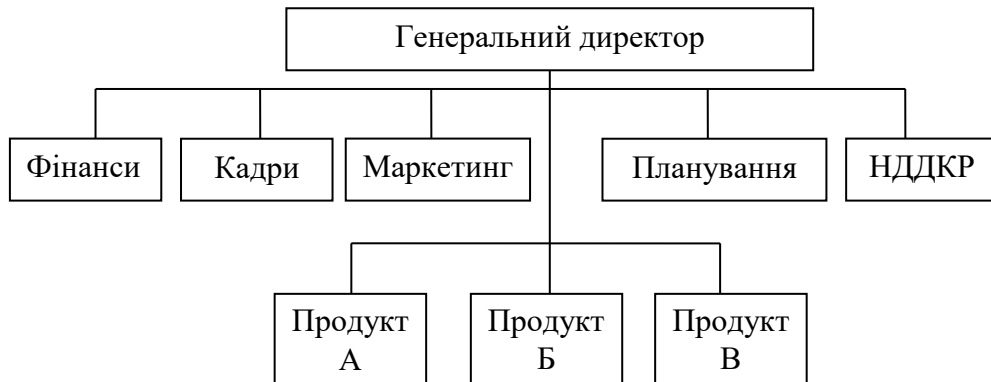 Генеральний директор
Фінанси
Кадри
Маркетинг
Планування
НДДКР
Продукт
А
Продукт
Б
Продукт
В